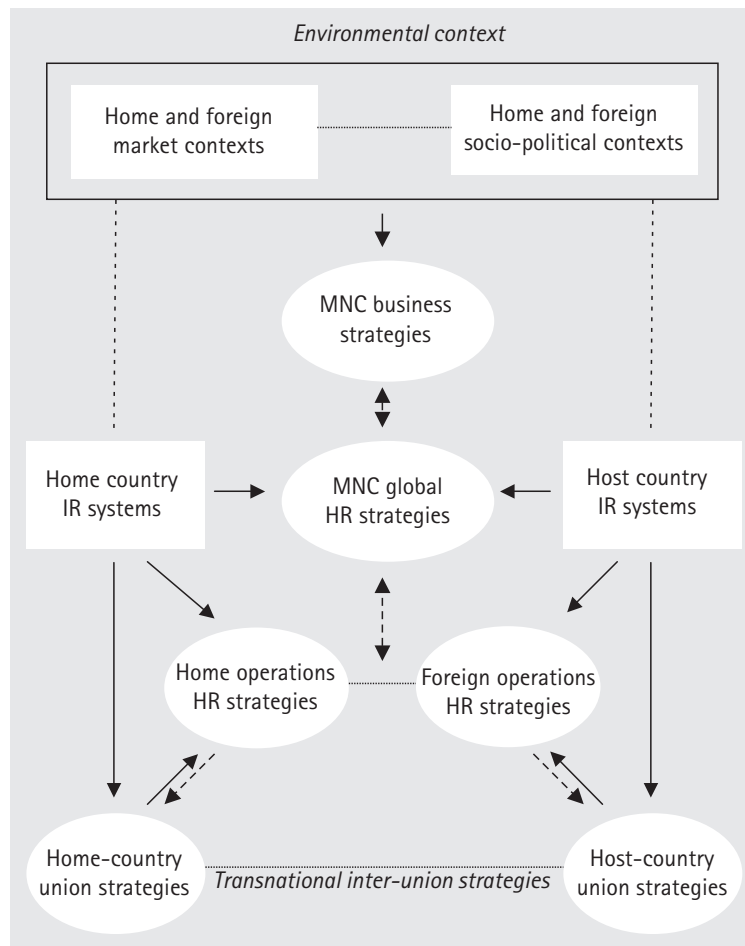 Environmental context
Home and foreign
market contexts
Home and foreign
socio-political contexts
MNC business
strategies
Home country
IR systems
MNC global
HR strategies
Host country
IR systems
Home operations
HR strategies
Foreign operations
HR strategies
Home-country
union strategies
Transnational inter-union strategies
Host-country
union strategies